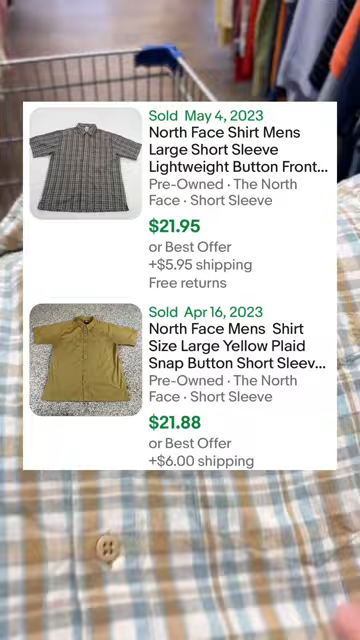 Sold May 4, 2023
North Face Shirt Mens
Large Short Sleeve
Lightweight Button Front...
Pre-Owned · The North
Face · Short Sleeve
$21.95
or Best Offer
+$5.95 shipping
Free returns
Sold Apr 16, 2023
North Face Mens Shirt
Size Large Yellow Plaid
Snap Button Short Sleev...
Pre-Owned · The North
Face · Short Sleeve
$21.88
or Best Offer
+$6.00 shipping